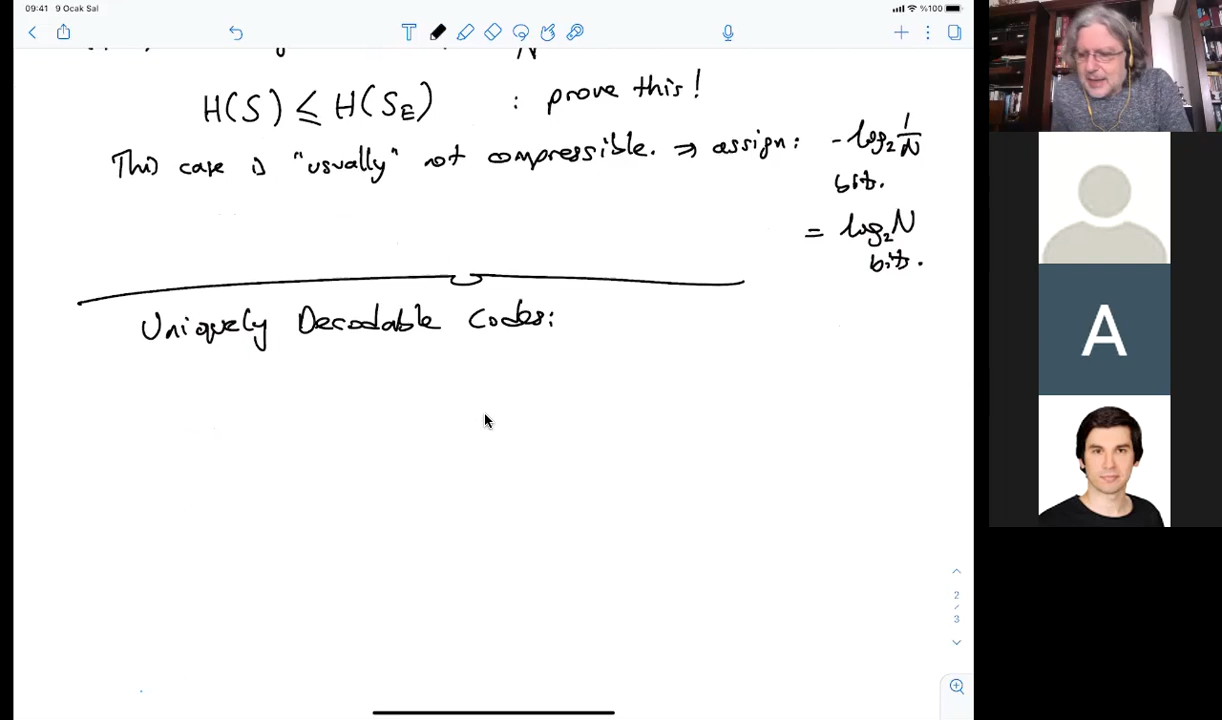 09:41 9 Ocak Sal
%100
N
H(S) ≤ H(S_E) : prove this!
This case is "usually" not compressible. ⇒ assign: -log₂ 1/N
bits.
= log₂N
bits.
Uniquely Decodable Codes:
A
2
/
3